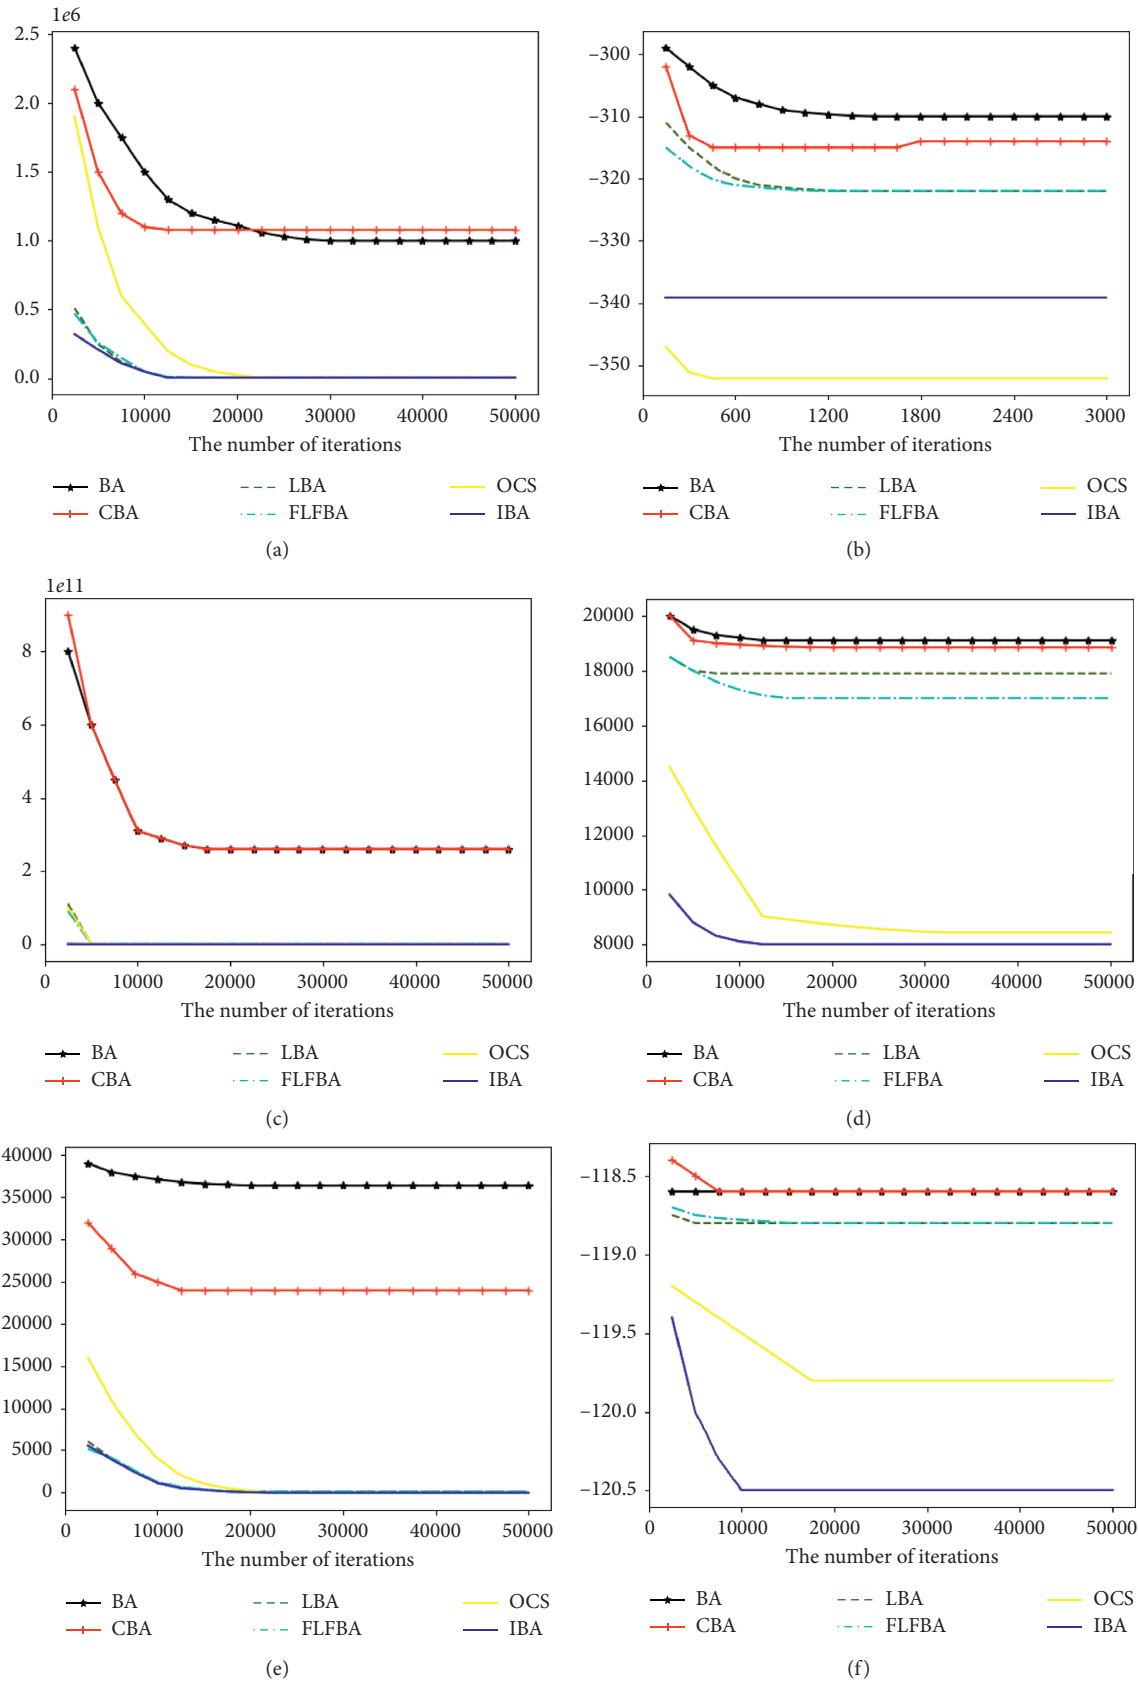 1e6
2.5
2.0
1.5
1.0
0.5
0.0
0 10000 20000 30000 40000 50000
The number of iterations
BA LBA OCS
CBA FLFBA IBA
(a)
−300
−310
−320
−330
−340
−350
0 600 1200 1800 2400 3000
The number of iterations
BA LBA OCS
CBA FLFBA IBA
(b)
1e11
8
6
4
2
0
0 10000 20000 30000 40000 50000
The number of iterations
BA LBA OCS
CBA FLFBA IBA
(c)
20000
18000
16000
14000
12000
10000
8000
0 10000 20000 30000 40000 50000
The number of iterations
BA LBA OCS
CBA FLFBA IBA
(d)
40000
35000
30000
25000
20000
15000
10000
5000
0
0 10000 20000 30000 40000 50000
The number of iterations
BA LBA OCS
CBA FLFBA IBA
(e)
−118.5
−119.0
−119.5
−120.0
−120.5
0 10000 20000 30000 40000 50000
The number of iterations
BA LBA OCS
CBA FLFBA IBA
(f)